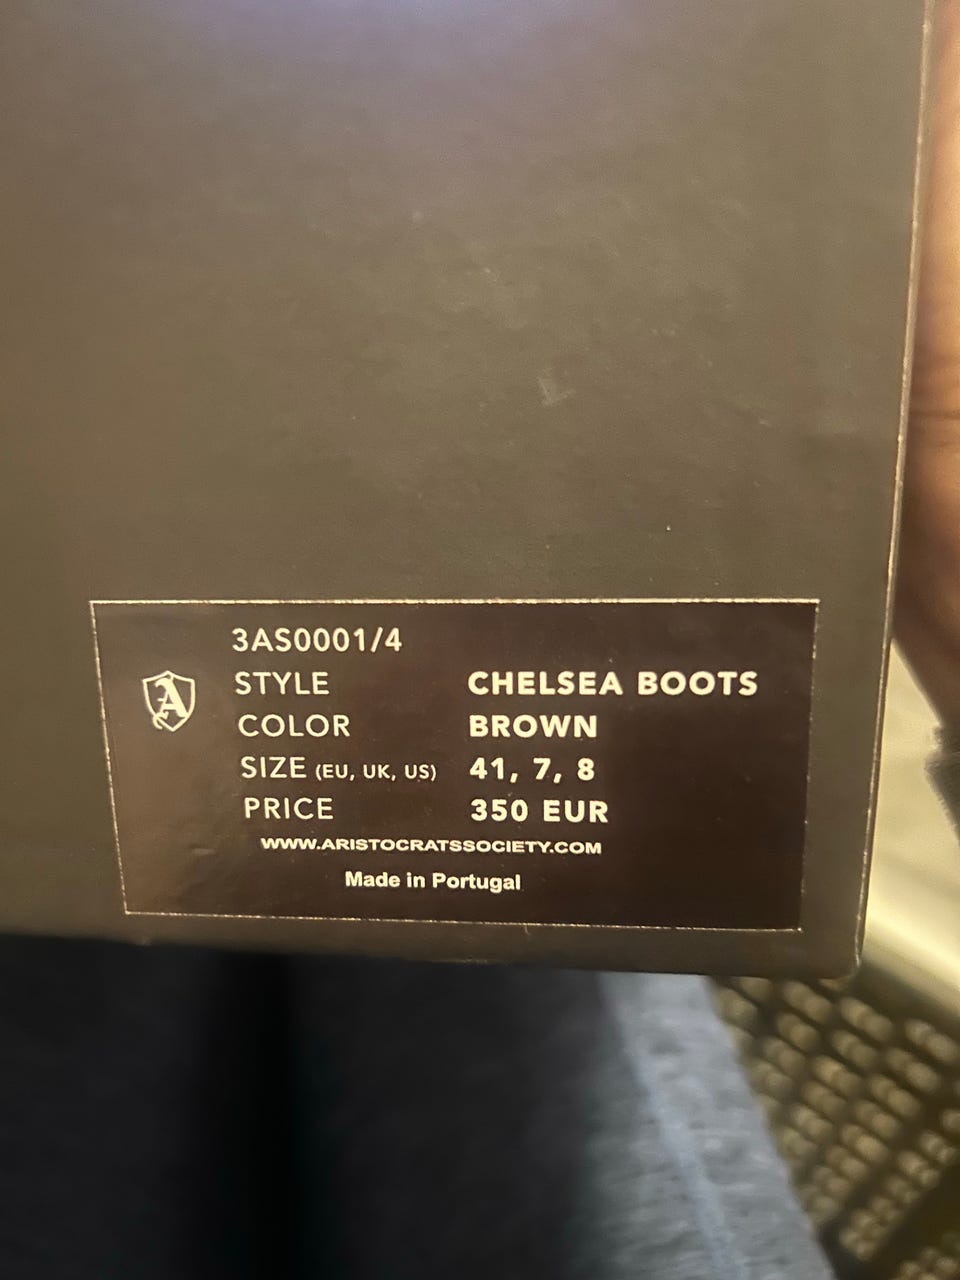 3AS0001/4
STYLE CHELSEA BOOTS
COLOR BROWN
SIZE (EU, UK, US) 41, 7, 8
PRICE 350 EUR
WWW.ARISTOCRATSSOCIETY.COM
Made in Portugal